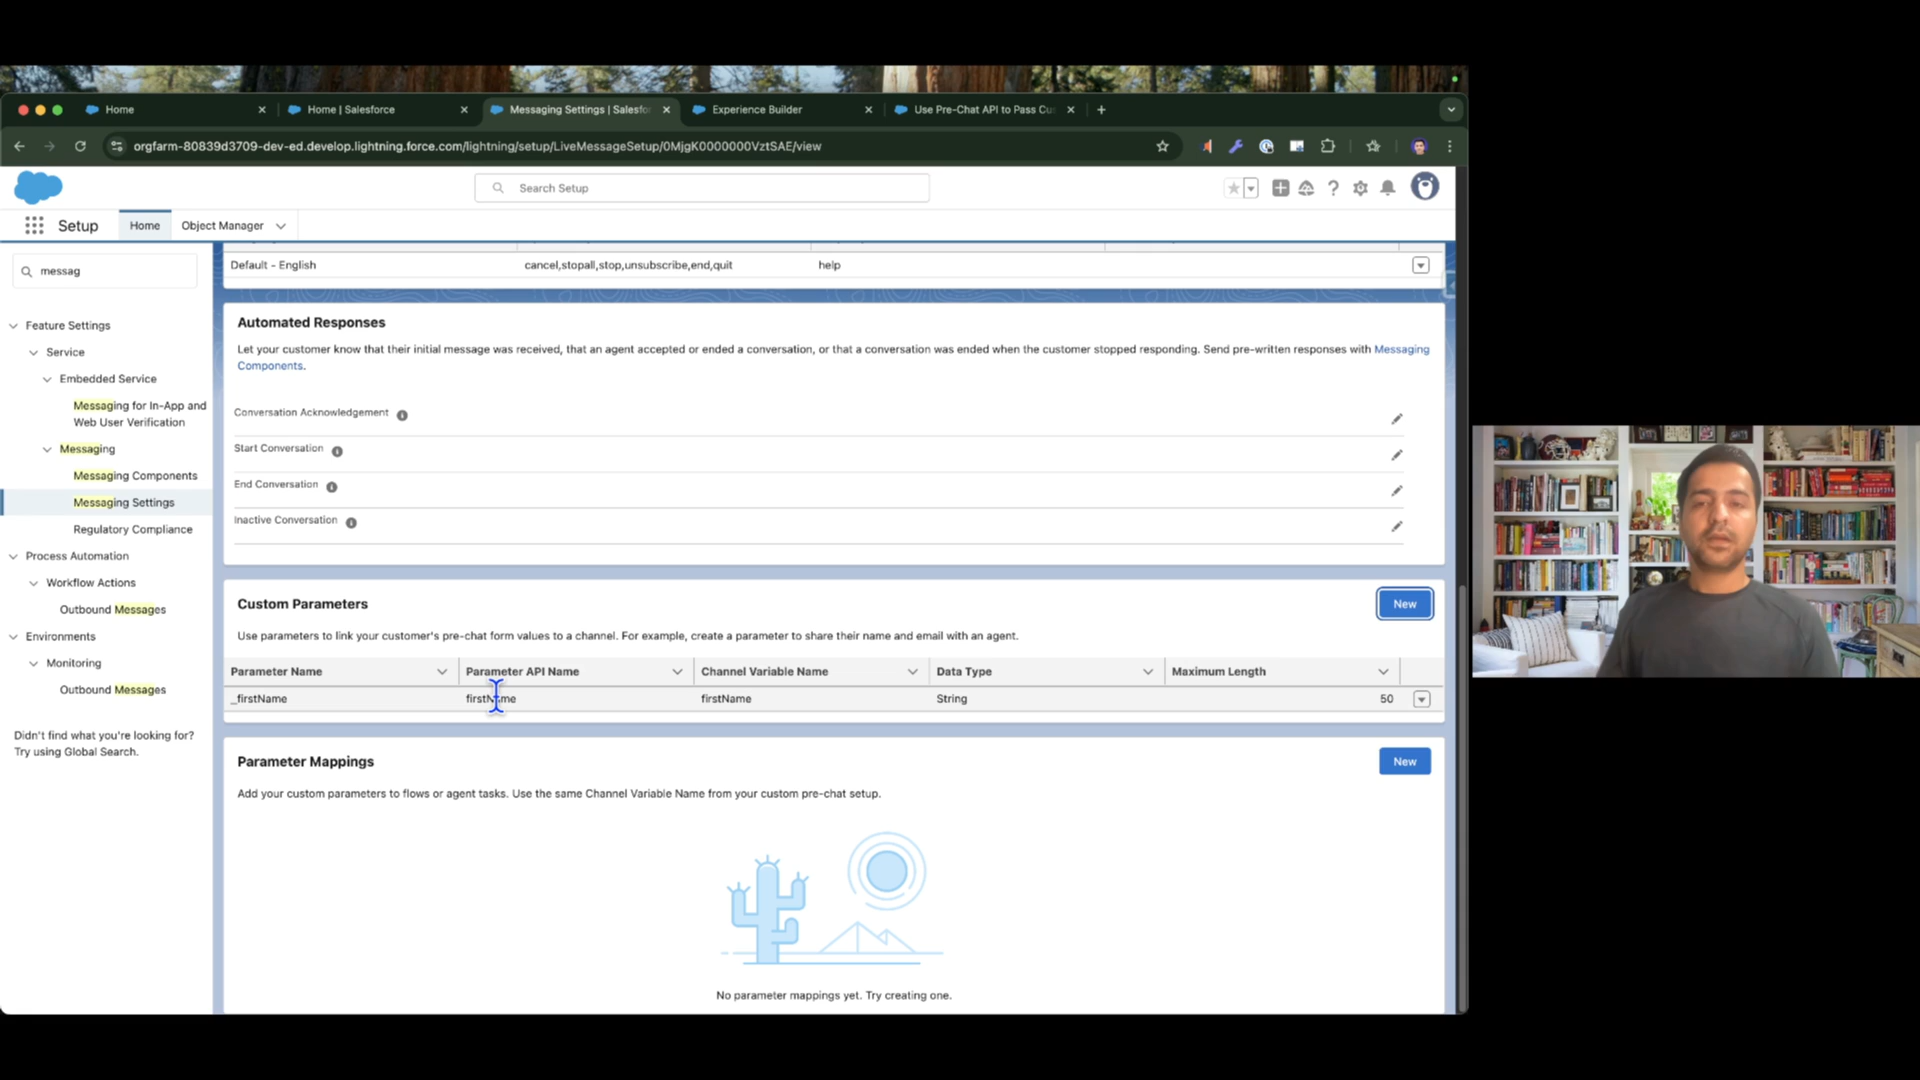 Home
Home | Salesforce
Messaging Settings | Salesfo
Experience Builder
Use Pre-Chat API to Pass Cu
orgfarm-80839d3709-dev-ed.develop.lightning.force.com/lightning/setup/LiveMessageSetup/0MjgK0000000VztSAE/view
Search Setup
Setup
Home
Object Manager
messag
Feature Settings
Service
Embedded Service
Messaging for In-App and
Web User Verification
Messaging
Messaging Components
Messaging Settings
Regulatory Compliance
Process Automation
Workflow Actions
Outbound Messages
Environments
Monitoring
Outbound Messages
Didn't find what you're looking for?
Try using Global Search.
Default - English
cancel,stopall,stop,unsubscribe,end,quit
help
Automated Responses
Let your customer know that their initial message was received, that an agent accepted or ended a conversation, or that a conversation was ended when the customer stopped responding. Send pre-written responses with Messaging
Components.
Conversation Acknowledgement
Start Conversation
End Conversation
Inactive Conversation
Custom Parameters
New
Use parameters to link your customer's pre-chat form values to a channel. For example, create a parameter to share their name and email with an agent.
Parameter Name
Parameter API Name
Channel Variable Name
Data Type
Maximum Length
_firstName
firstName
firstName
String
50
Parameter Mappings
New
Add your custom parameters to flows or agent tasks. Use the same Channel Variable Name from your custom pre-chat setup.
No parameter mappings yet. Try creating one.